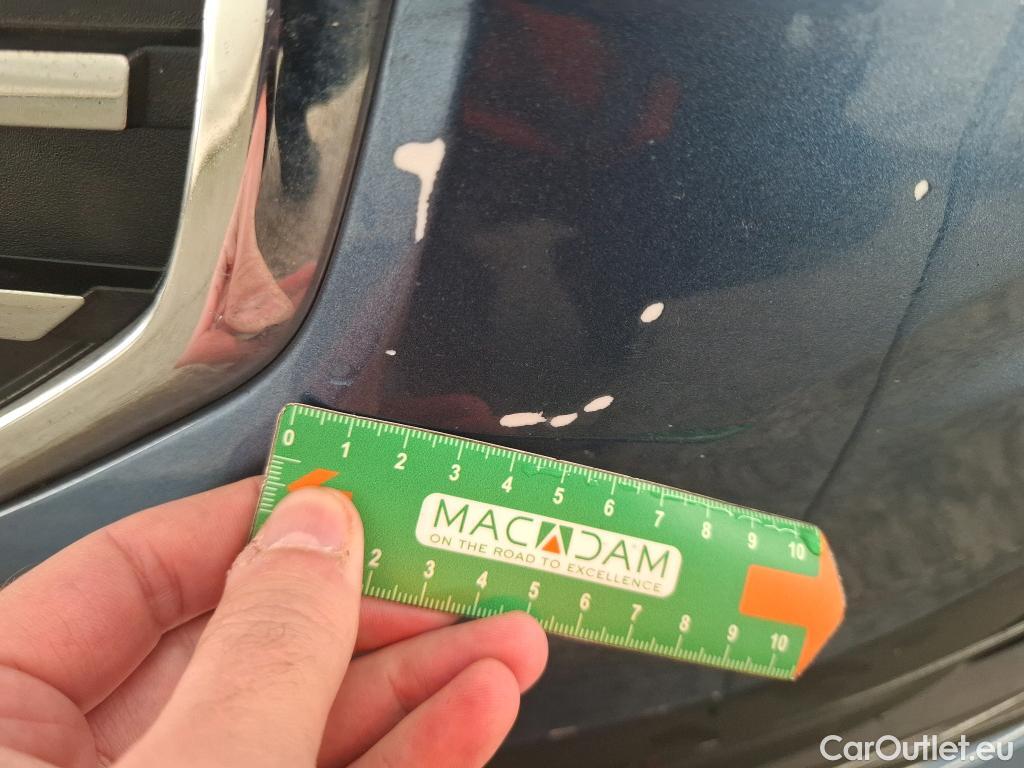 0 1 2 3 4 5 6 7 8 9 10
MACADAM
ON THE ROAD TO EXCELLENCE
2 3 4 5 6 7 8 9 10
CarOutlet.eu